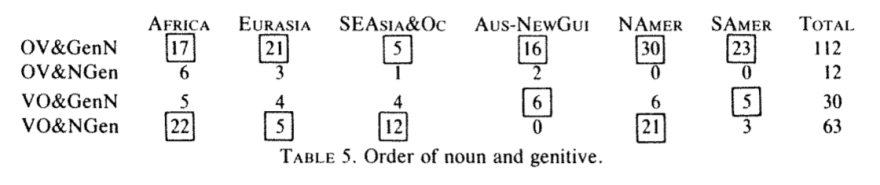 AFRICA EURASIA SEASIA&OC AUS-NEWGUI NAMER SAMER TOTAL
OV&GenN 17 21 5 16 30 23 112
OV&NGen 6 3 1 2 0 0 12
VO&GenN 5 4 4 6 6 5 30
VO&NGen 22 5 12 0 21 3 63
TABLE 5. Order of noun and genitive.